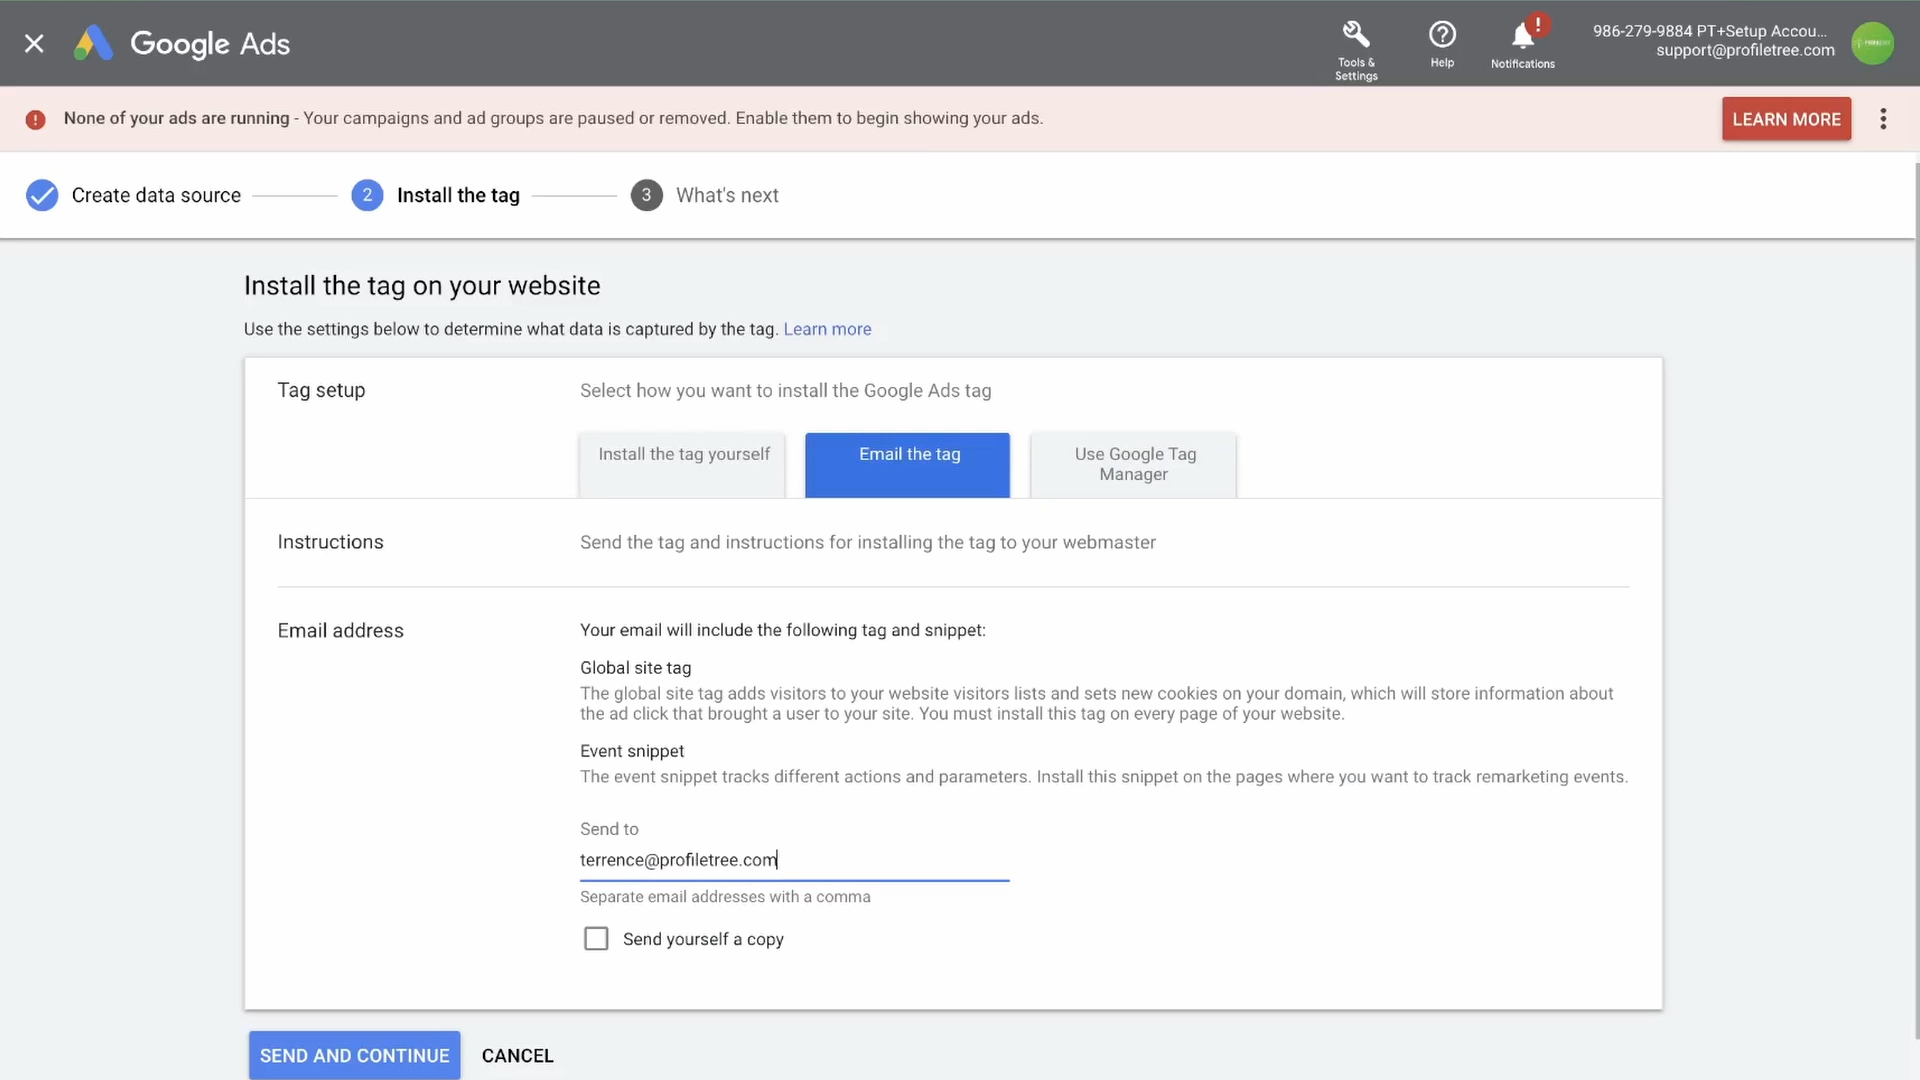 Google Ads
Tools &
Settings
Help
!
Notifications
986-279-9884 PT+Setup Accou...
support@profiletree.com
! None of your ads are running - Your campaigns and ad groups are paused or removed. Enable them to begin showing your ads.
LEARN MORE
Create data source
2 Install the tag
3 What's next
Install the tag on your website
Use the settings below to determine what data is captured by the tag. Learn more
Tag setup
Select how you want to install the Google Ads tag
Install the tag yourself
Email the tag
Use Google Tag
Manager
Instructions
Send the tag and instructions for installing the tag to your webmaster
Email address
Your email will include the following tag and snippet:
Global site tag
The global site tag adds visitors to your website visitors lists and sets new cookies on your domain, which will store information about
the ad click that brought a user to your site. You must install this tag on every page of your website.
Event snippet
The event snippet tracks different actions and parameters. Install this snippet on the pages where you want to track remarketing events.
Send to
terrence@profiletree.com
Separate email addresses with a comma
Send yourself a copy
SEND AND CONTINUE
CANCEL